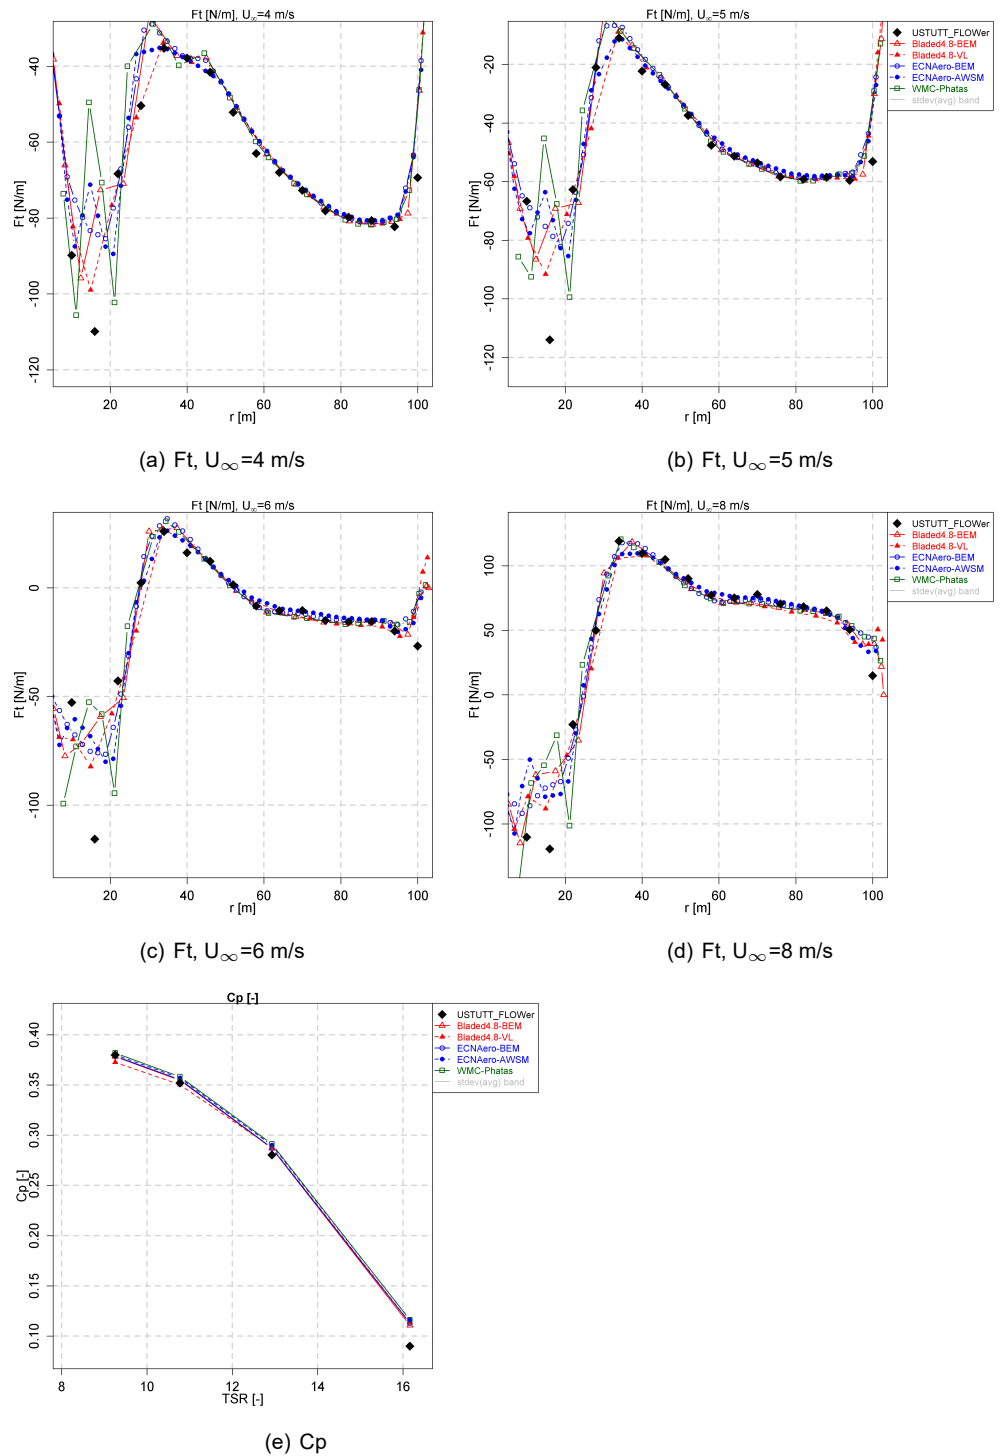 Ft [N/m], U∞=4 m/s
Ft [N/m]
-40
-60
-80
-100
-120
20 40 60 80 100
r [m]
(a) Ft, U∞=4 m/s
Ft [N/m], U∞=5 m/s
Ft [N/m]
-20
-40
-60
-80
-100
-120
20 40 60 80 100
r [m]
USTUTT_FLOWer
Bladed4.8-BEM
Bladed4.8-VL
ECNAero-BEM
ECNAero-AWSM
WMC-Phatas
stdev(avg) band
(b) Ft, U∞=5 m/s
Ft [N/m], U∞=6 m/s
Ft [N/m]
0
-50
-100
20 40 60 80 100
r [m]
(c) Ft, U∞=6 m/s
Ft [N/m], U∞=8 m/s
Ft [N/m]
100
50
0
-50
-100
20 40 60 80 100
r [m]
USTUTT_FLOWer
Bladed4.8-BEM
Bladed4.8-VL
ECNAero-BEM
ECNAero-AWSM
WMC-Phatas
stdev(avg) band
(d) Ft, U∞=8 m/s
Cp [-]
Cp [-]
0.40
0.35
0.30
0.25
0.20
0.15
0.10
8 10 12 14 16
TSR [-]
USTUTT_FLOWer
Bladed4.8-BEM
Bladed4.8-VL
ECNAero-BEM
ECNAero-AWSM
WMC-Phatas
stdev(avg) band
(e) Cp